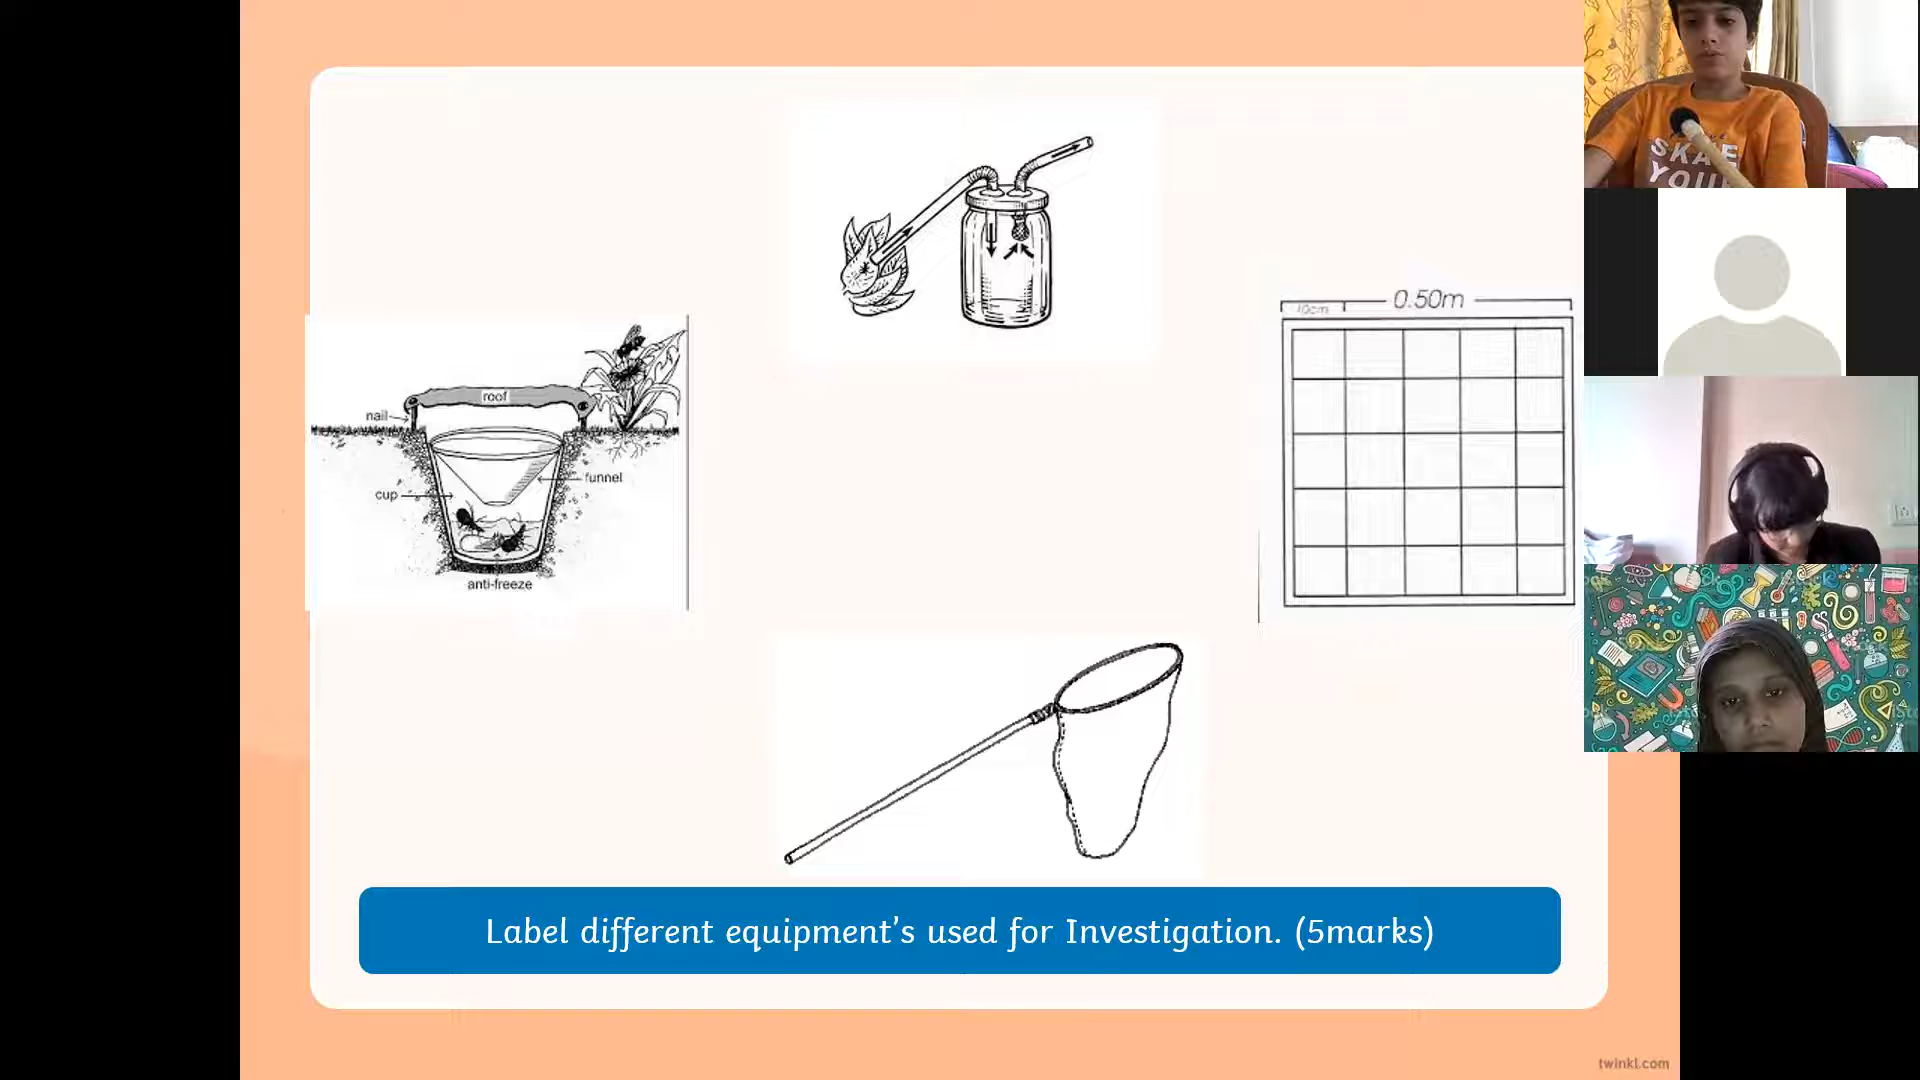 0.50m
10cm
roof
nail
funnel
cup
anti-freeze
Label different equipment's used for Investigation. (5marks)
twinkl.com
SKATE
YOU